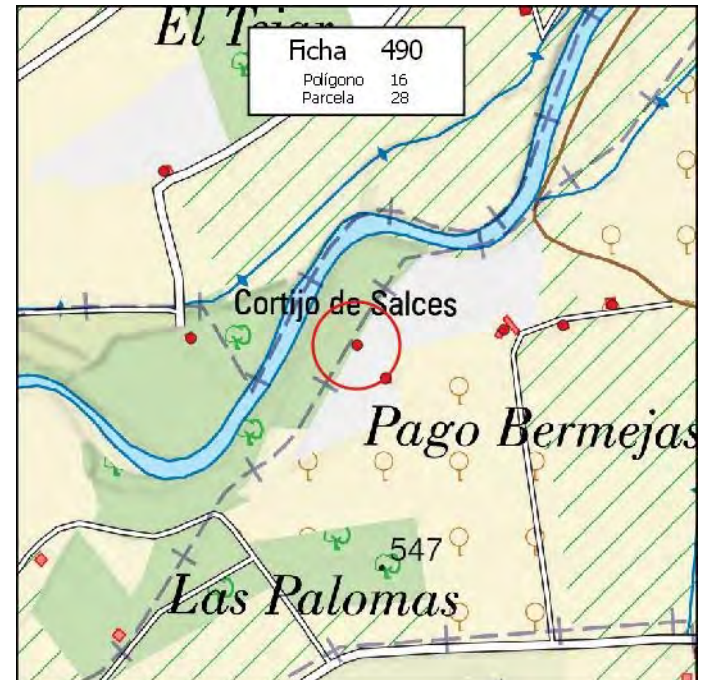 El Tejar
Ficha 490
Polígono 16
Parcela 28
Cortijo de Salces
Pago Bermejas
547
Las Palomas